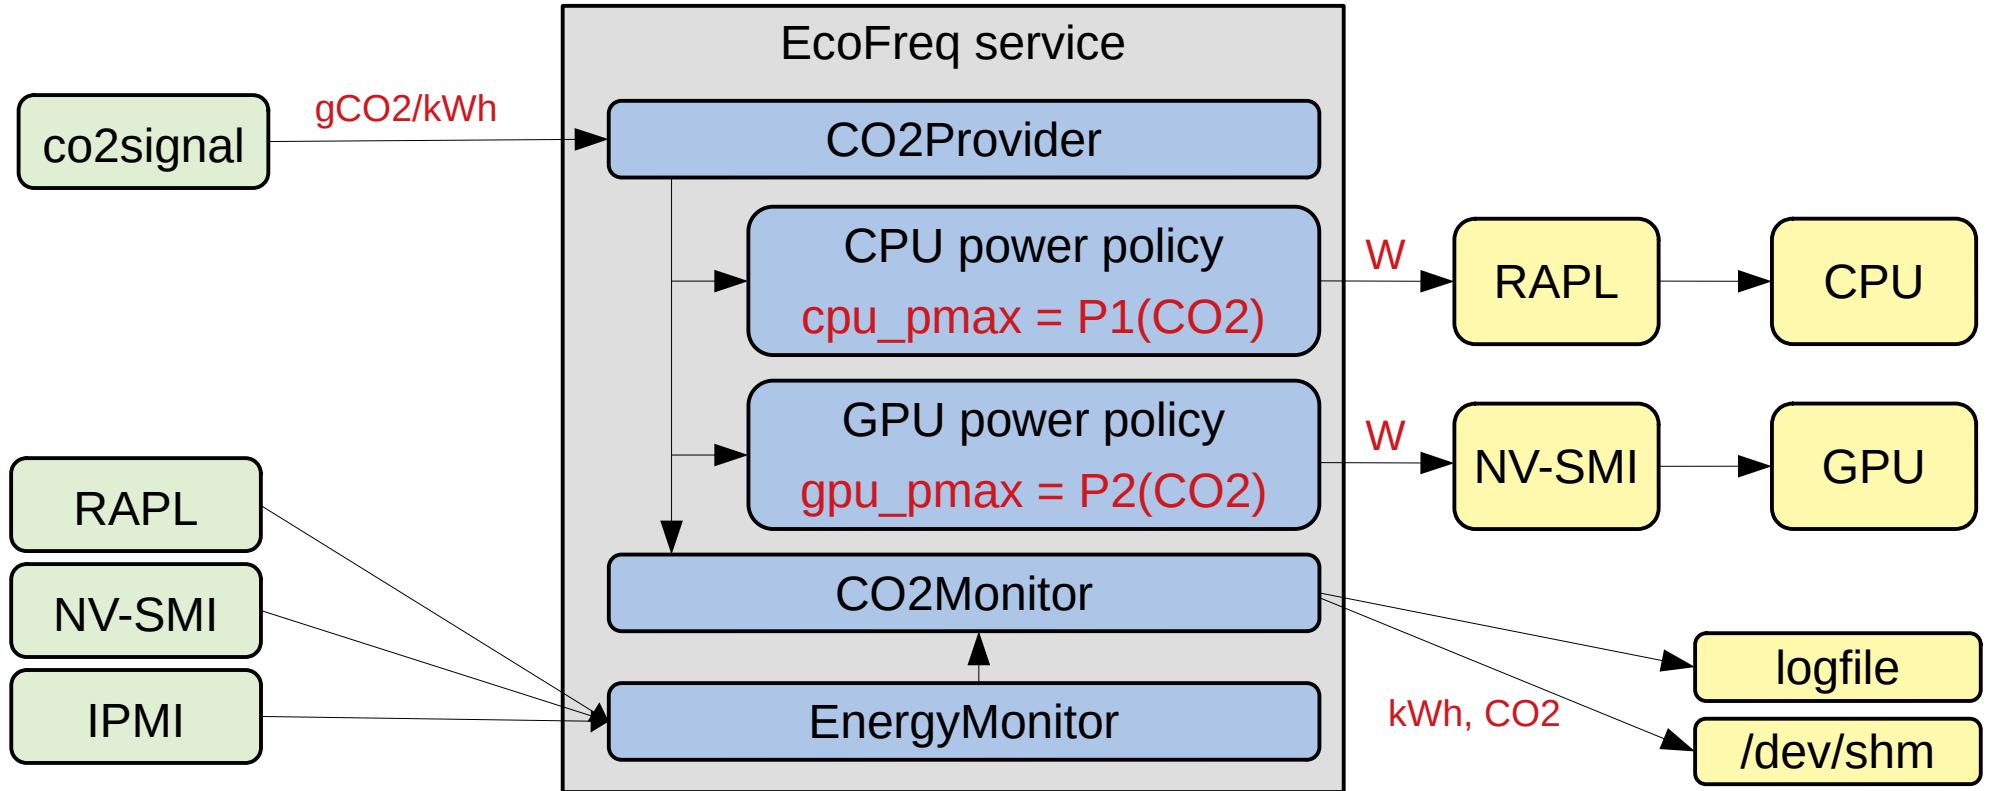 EcoFreq service
co2signal
gCO2/kWh
CO2Provider
CPU power policy
cpu_pmax = P1(CO2)
W
RAPL
CPU
GPU power policy
gpu_pmax = P2(CO2)
W
NV-SMI
GPU
RAPL
NV-SMI
IPMI
CO2Monitor
EnergyMonitor
kWh, CO2
logfile
/dev/shm